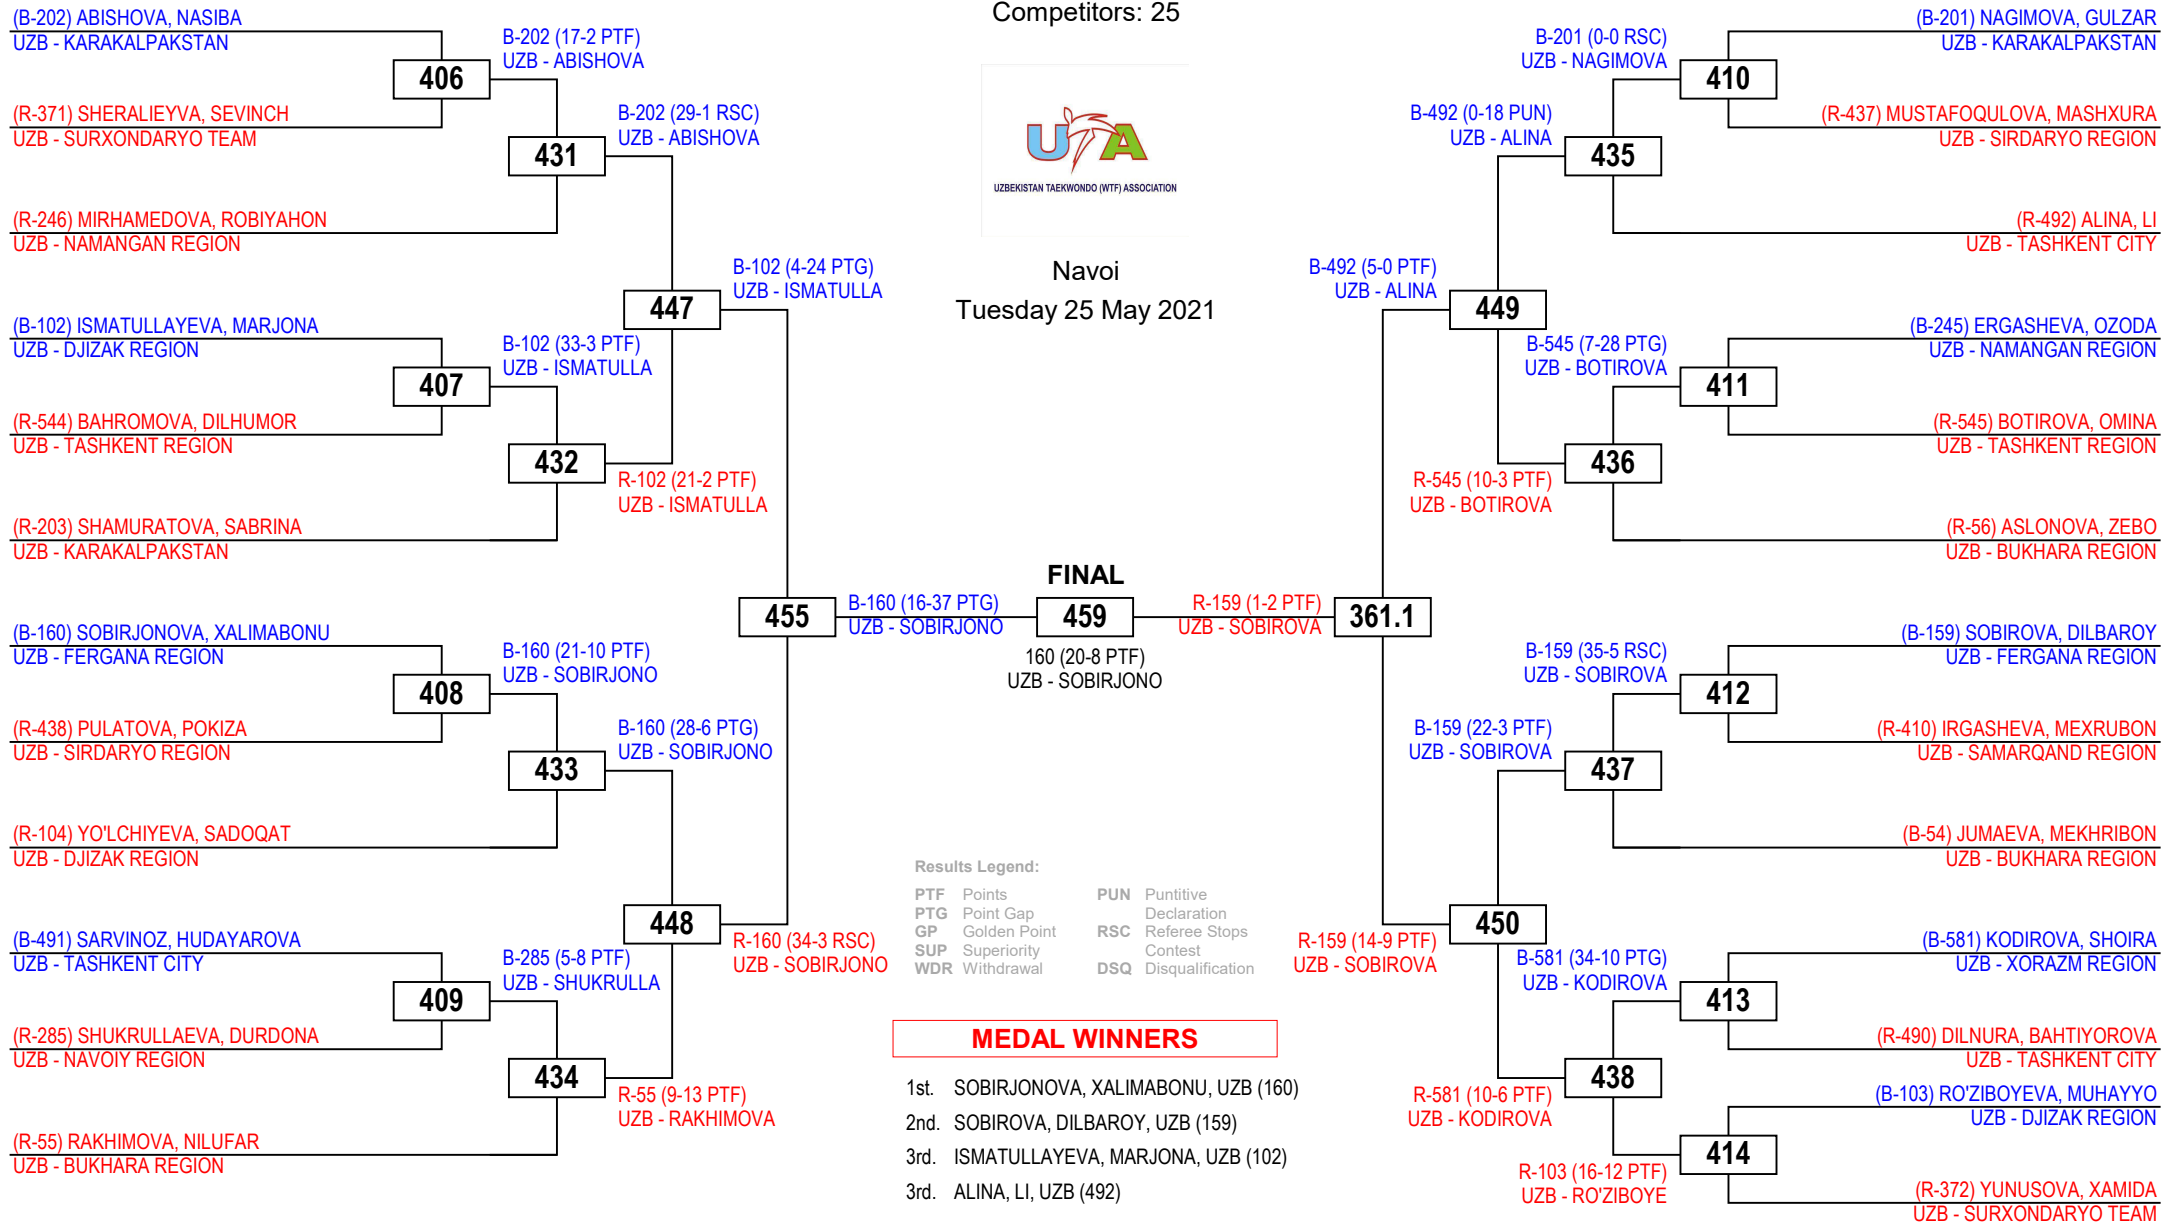 Competitors: 25
UTA
UZBEKISTAN TAEKWONDO (WTF) ASSOCIATION
Navoi
Tuesday 25 May 2021
(B-202) ABISHOVA, NASIBA
UZB - KARAKALPAKSTAN
406
(R-371) SHERALIEYVA, SEVINCH
UZB - SURXONDARYO TEAM
B-202 (17-2 PTF)
UZB - ABISHOVA
431
(R-246) MIRHAMEDOVA, ROBIYAHON
UZB - NAMANGAN REGION
B-202 (29-1 RSC)
UZB - ABISHOVA
447
(B-102) ISMATULLAYEVA, MARJONA
UZB - DJIZAK REGION
407
(R-544) BAHROMOVA, DILHUMOR
UZB - TASHKENT REGION
B-102 (33-3 PTF)
UZB - ISMATULLA
432
(R-203) SHAMURATOVA, SABRINA
UZB - KARAKALPAKSTAN
R-102 (21-2 PTF)
UZB - ISMATULLA
B-102 (4-24 PTG)
UZB - ISMATULLA
455
(B-160) SOBIRJONOVA, XALIMABONU
UZB - FERGANA REGION
408
(R-438) PULATOVA, POKIZA
UZB - SIRDARYO REGION
B-160 (21-10 PTF)
UZB - SOBIRJONO
433
(R-104) YO'LCHIYEVA, SADOQAT
UZB - DJIZAK REGION
B-160 (28-6 PTG)
UZB - SOBIRJONO
448
(B-491) SARVINOZ, HUDAYAROVA
UZB - TASHKENT CITY
409
(R-285) SHUKRULLAEVA, DURDONA
UZB - NAVOIY REGION
B-285 (5-8 PTF)
UZB - SHUKRULLA
434
(R-55) RAKHIMOVA, NILUFAR
UZB - BUKHARA REGION
R-55 (9-13 PTF)
UZB - RAKHIMOVA
R-160 (34-3 RSC)
UZB - SOBIRJONO
B-160 (16-37 PTG)
UZB - SOBIRJONO
FINAL
459
160 (20-8 PTF)
UZB - SOBIRJONO
R-159 (1-2 PTF)
UZB - SOBIROVA
361.1
(B-201) NAGIMOVA, GULZAR
UZB - KARAKALPAKSTAN
410
(R-437) MUSTAFOQULOVA, MASHXURA
UZB - SIRDARYO REGION
B-201 (0-0 RSC)
UZB - NAGIMOVA
435
(R-492) ALINA, LI
UZB - TASHKENT CITY
B-492 (0-18 PUN)
UZB - ALINA
449
B-492 (5-0 PTF)
UZB - ALINA
(B-245) ERGASHEVA, OZODA
UZB - NAMANGAN REGION
411
(R-545) BOTIROVA, OMINA
UZB - TASHKENT REGION
B-545 (7-28 PTG)
UZB - BOTIROVA
436
(R-56) ASLONOVA, ZEBO
UZB - BUKHARA REGION
R-545 (10-3 PTF)
UZB - BOTIROVA
(B-159) SOBIROVA, DILBAROY
UZB - FERGANA REGION
412
(R-410) IRGASHEVA, MEXRUBON
UZB - SAMARQAND REGION
B-159 (35-5 RSC)
UZB - SOBIROVA
437
(B-54) JUMAEVA, MEKHRIBON
UZB - BUKHARA REGION
B-159 (22-3 PTF)
UZB - SOBIROVA
450
R-159 (14-9 PTF)
UZB - SOBIROVA
(B-581) KODIROVA, SHOIRA
UZB - XORAZM REGION
413
(R-490) DILNURA, BAHTIYOROVA
UZB - TASHKENT CITY
B-581 (34-10 PTG)
UZB - KODIROVA
438
(B-103) RO'ZIBOYEVA, MUHAYYO
UZB - DJIZAK REGION
414
(R-372) YUNUSOVA, XAMIDA
UZB - SURXONDARYO TEAM
R-103 (16-12 PTF)
UZB - RO'ZIBOYE
R-581 (10-6 PTF)
UZB - KODIROVA
Results Legend:
PTF Points
PTG Point Gap
GP Golden Point
SUP Superiority
WDR Withdrawal
PUN Puntitive
Declaration
RSC Referee Stops
Contest
DSQ Disqualification
MEDAL WINNERS
1st. SOBIRJONOVA, XALIMABONU, UZB (160)
2nd. SOBIROVA, DILBAROY, UZB (159)
3rd. ISMATULLAYEVA, MARJONA, UZB (102)
3rd. ALINA, LI, UZB (492)